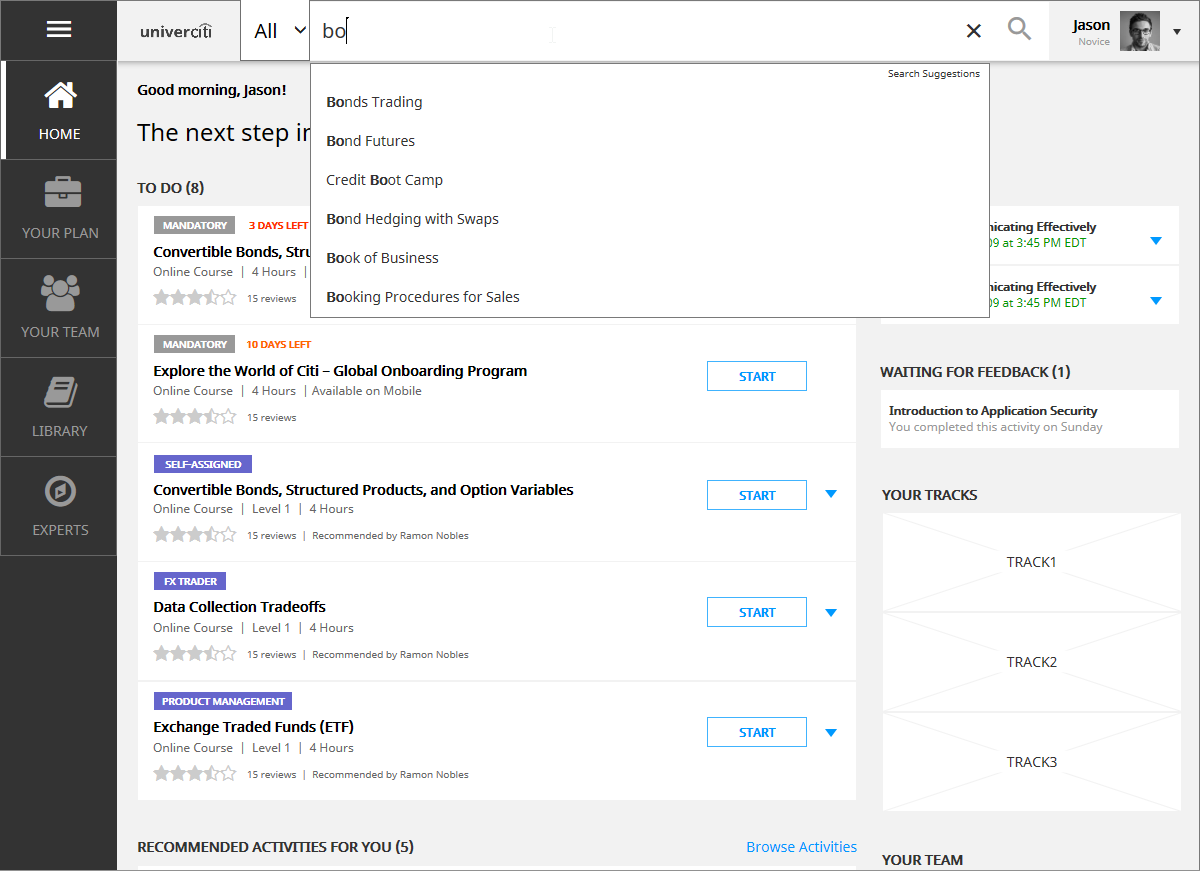 univerciti
All
bo
Jason
Novice
HOME
YOUR PLAN
YOUR TEAM
LIBRARY
EXPERTS
Good morning, Jason!
The next step in
Search Suggestions
Bonds Trading
Bond Futures
Credit Boot Camp
Bond Hedging with Swaps
Book of Business
Booking Procedures for Sales
TO DO (8)
MANDATORY 3 DAYS LEFT
Convertible Bonds, Stru
Online Course | 4 Hours |
15 reviews
MANDATORY 10 DAYS LEFT
Explore the World of Citi – Global Onboarding Program
Online Course | 4 Hours | Available on Mobile
15 reviews
START
SELF-ASSIGNED
Convertible Bonds, Structured Products, and Option Variables
Online Course | Level 1 | 4 Hours
15 reviews | Recommended by Ramon Nobles
START
FX TRADER
Data Collection Tradeoffs
Online Course | Level 1 | 4 Hours
15 reviews | Recommended by Ramon Nobles
START
PRODUCT MANAGEMENT
Exchange Traded Funds (ETF)
Online Course | Level 1 | 4 Hours
15 reviews | Recommended by Ramon Nobles
START
RECOMMENDED ACTIVITIES FOR YOU (5)
Browse Activities
nicating Effectively
09 at 3:45 PM EDT
nicating Effectively
09 at 3:45 PM EDT
WAITING FOR FEEDBACK (1)
Introduction to Application Security
You completed this activity on Sunday
YOUR TRACKS
TRACK1
TRACK2
TRACK3
YOUR TEAM